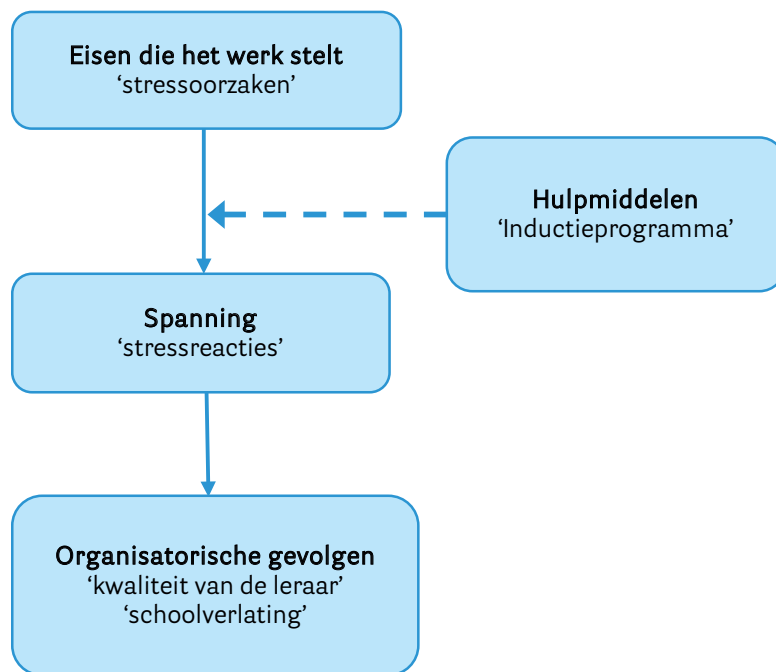 Eisen die het werk stelt
‘stressoorzaken’
Hulpmiddelen
‘Inductieprogramma’
Spanning
‘stressreacties’
Organisatorische gevolgen
‘kwaliteit van de leraar’
‘schoolverlating’